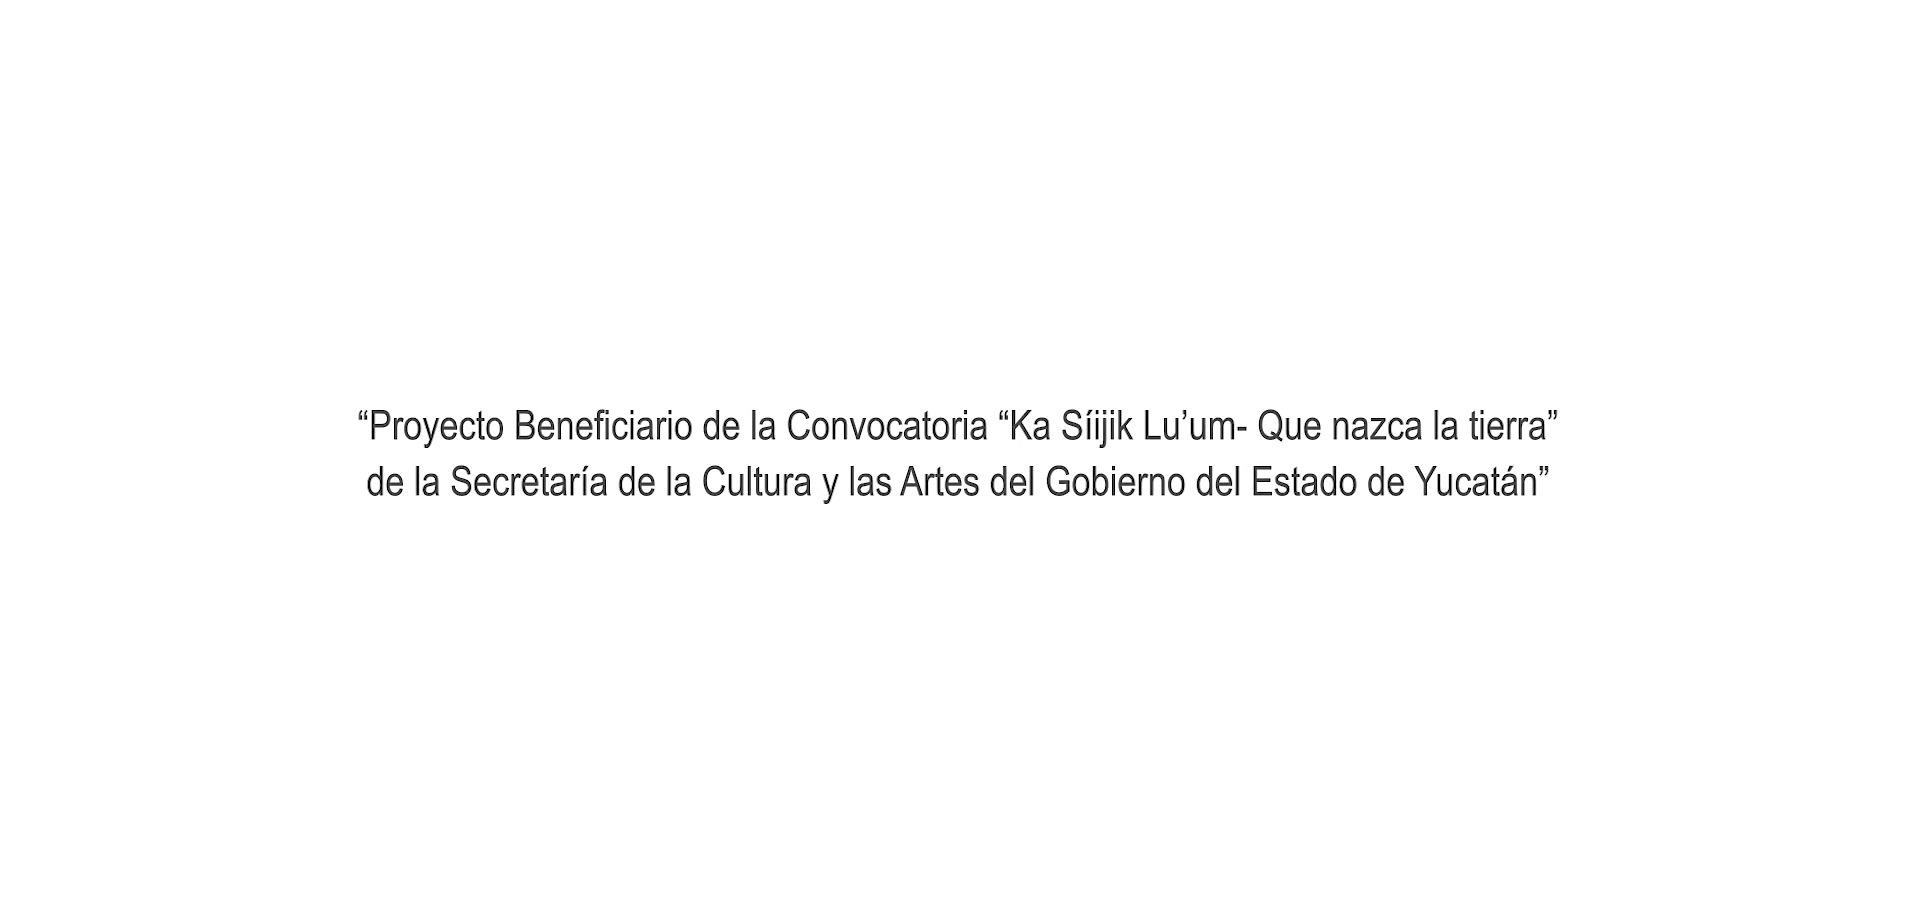 “Proyecto Beneficiario de la Convocatoria “Ka Síijik Lu’um- Que nazca la tierra”
de la Secretaría de la Cultura y las Artes del Gobierno del Estado de Yucatán”